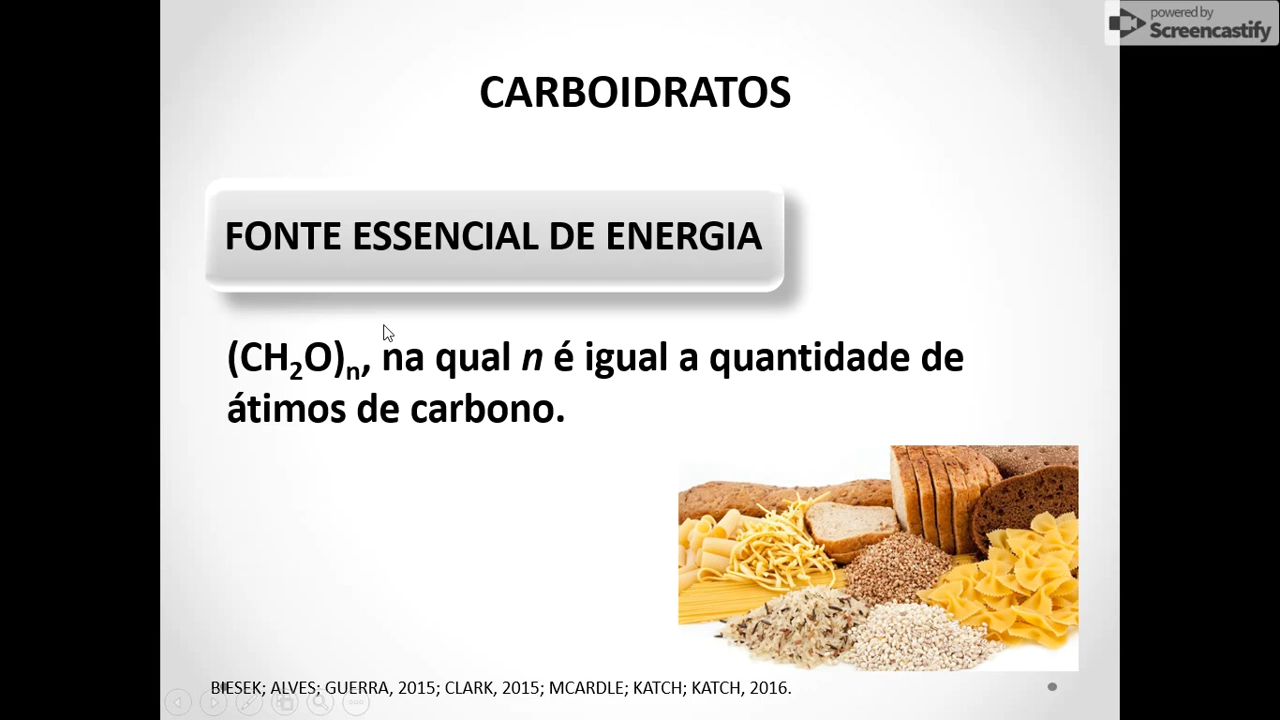 powered by
Screencastify
CARBOIDRATOS
FONTE ESSENCIAL DE ENERGIA
(CH₂O)ₙ, na qual n é igual a quantidade de
átimos de carbono.
BIESEK; ALVES; GUERRA, 2015; CLARK, 2015; MCARDLE; KATCH; KATCH, 2016.